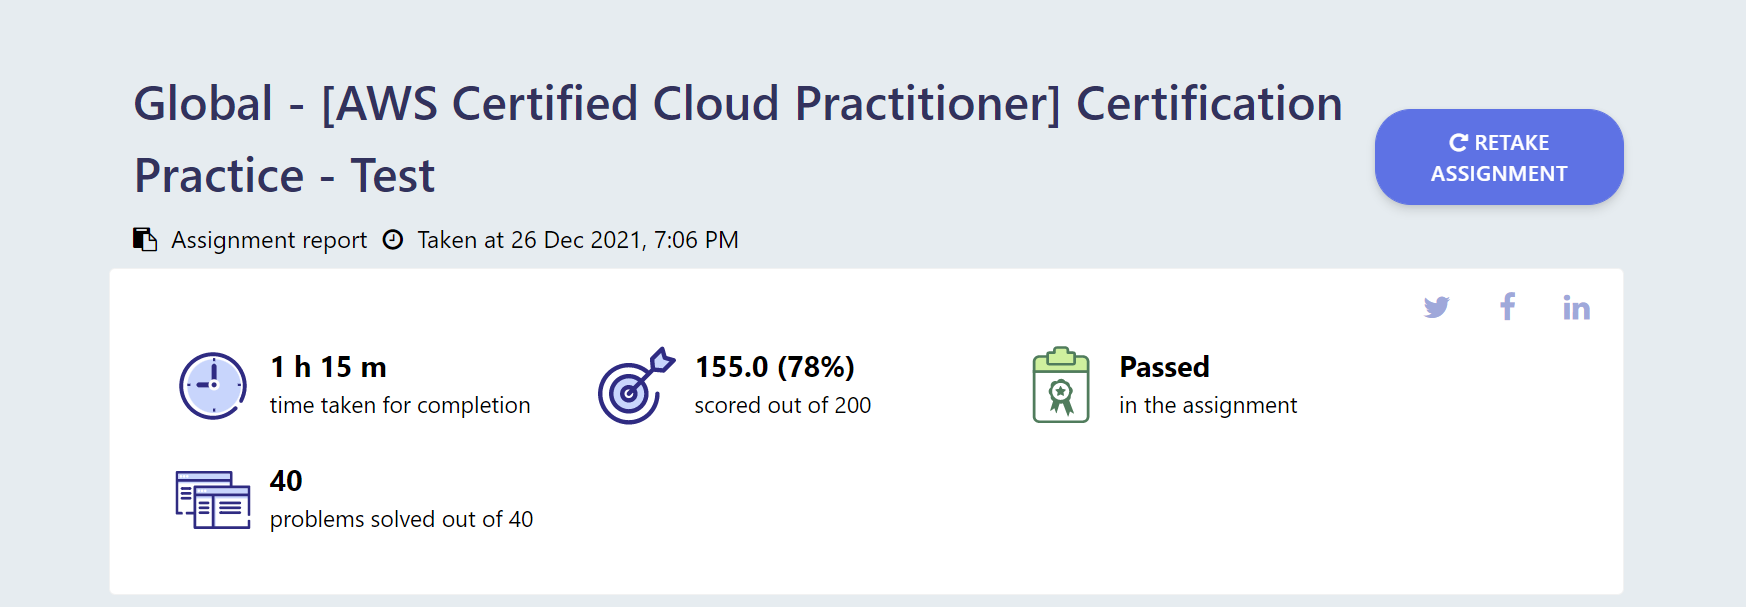 Global - [AWS Certified Cloud Practitioner] Certification
Practice - Test
RETAKE
ASSIGNMENT
Assignment report Taken at 26 Dec 2021, 7:06 PM
1 h 15 m
time taken for completion
155.0 (78%)
scored out of 200
Passed
in the assignment
40
problems solved out of 40